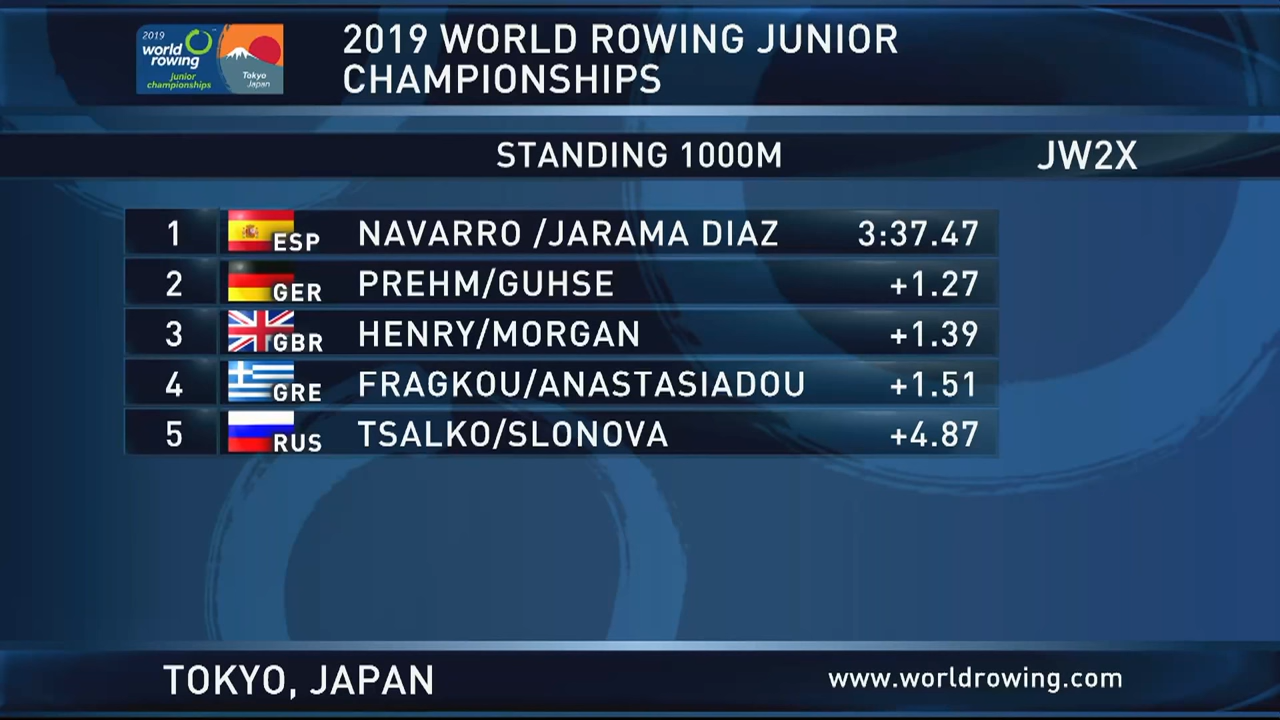 2019
world
rowing
junior
championships
Tokyo
Japan
2019 WORLD ROWING JUNIOR
CHAMPIONSHIPS
STANDING 1000M JW2X
1 ESP NAVARRO /JARAMA DIAZ 3:37.47
2 GER PREHM/GUHSE +1.27
3 GBR HENRY/MORGAN +1.39
4 GRE FRAGKOU/ANASTASIADOU +1.51
5 RUS TSALKO/SLONOVA +4.87
TOKYO, JAPAN www.worldrowing.com